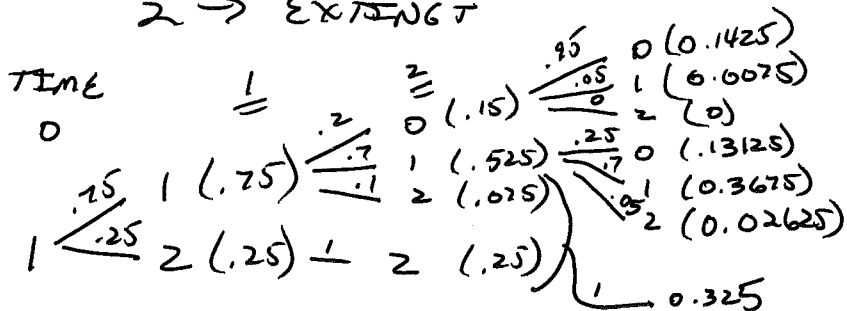 2 → EXTINCT
TIME 1 2
0
.95 0 (0.1425)
0 (.15) .05 1 (0.0075)
0 2 (0)
.2 .25 0 (.13125)
.75 1 (.75) .7 1 (.525) .7 1 (0.3675)
.1 2 (.075) .05 2 (0.02625)
1 .25 2 (.25) 1 2 (.25)
1 0.325